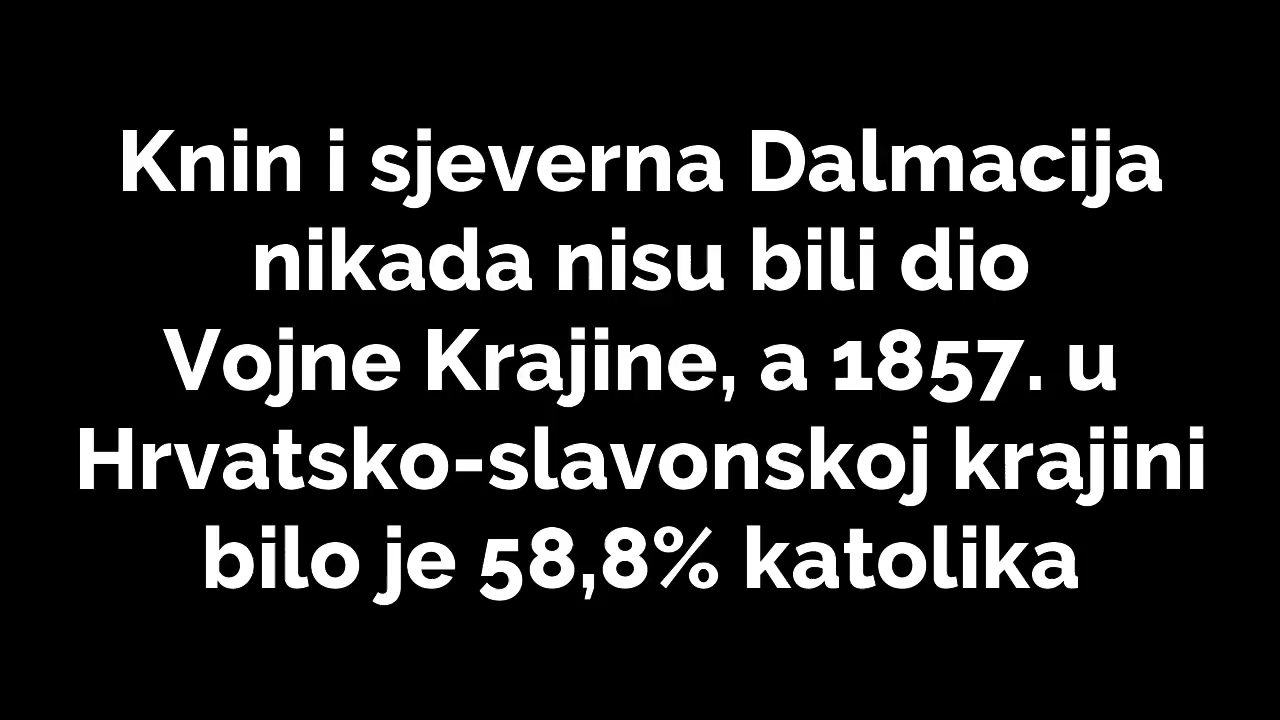 Knin i sjeverna Dalmacija
nikada nisu bili dio
Vojne Krajine, a 1857. u
Hrvatsko-slavonskoj krajini
bilo je 58,8% katolika